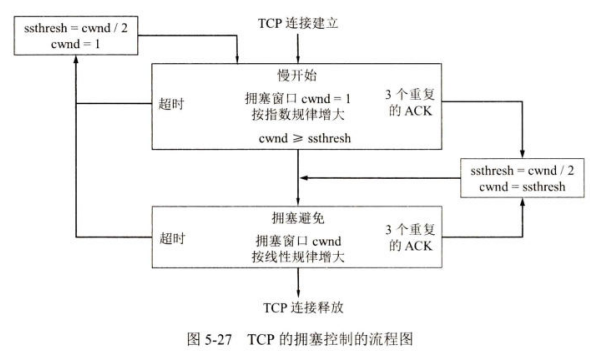 TCP 连接建立
ssthresh = cwnd / 2
cwnd = 1
慢开始
超时
拥塞窗口 cwnd = 1
按指数规律增大
3 个重复
的 ACK
cwnd ≥ ssthresh
ssthresh = cwnd / 2
cwnd = ssthresh
拥塞避免
超时
拥塞窗口 cwnd
按线性规律增大
3 个重复
的 ACK
TCP 连接释放
图 5-27 TCP 的拥塞控制的流程图